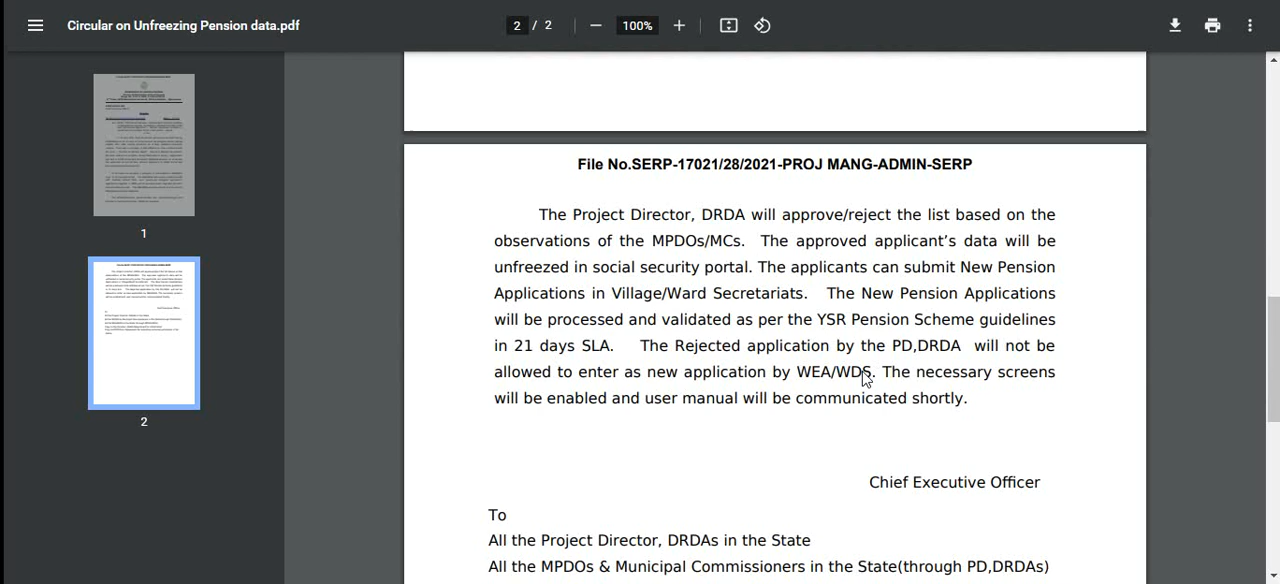 Circular on Unfreezing Pension data.pdf
2 / 2
100%
1
2
File No.SERP-17021/28/2021-PROJ MANG-ADMIN-SERP
The Project Director, DRDA will approve/reject the list based on the
observations of the MPDOs/MCs. The approved applicant's data will be
unfreezed in social security portal. The applicants can submit New Pension
Applications in Village/Ward Secretariats. The New Pension Applications
will be processed and validated as per the YSR Pension Scheme guidelines
in 21 days SLA. The Rejected application by the PD,DRDA will not be
allowed to enter as new application by WEA/WDS. The necessary screens
will be enabled and user manual will be communicated shortly.
Chief Executive Officer
To
All the Project Director, DRDAs in the State
All the MPDOs & Municipal Commissioners in the State(through PD,DRDAs)